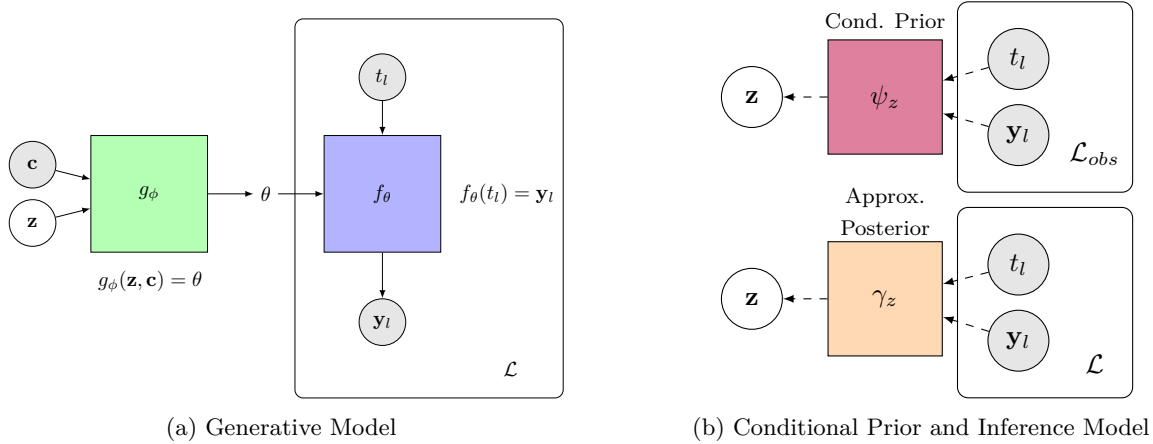 c
z
g_ϕ
g_ϕ(z, c) = θ
θ
t_l
f_θ
f_θ(t_l) = y_l
y_l
ℒ
(a) Generative Model
Cond. Prior
z
ψ_z
t_l
y_l
ℒ_obs
Approx.
Posterior
z
γ_z
t_l
y_l
ℒ
(b) Conditional Prior and Inference Model